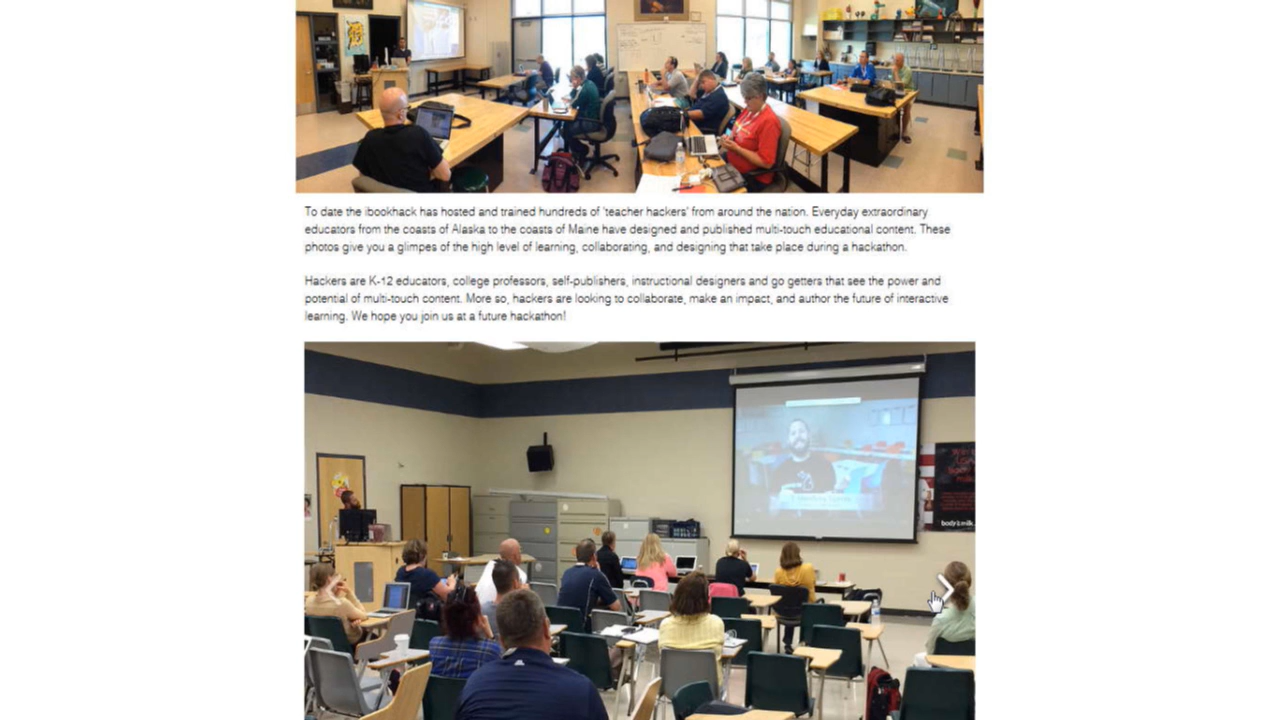 To date the ibookhack has hosted and trained hundreds of 'teacher hackers' from around the nation. Everyday extraordinary
educators from the coasts of Alaska to the coasts of Maine have designed and published multi-touch educational content. These
photos give you a glimpes of the high level of learning, collaborating, and designing that take place during a hackathon.
Hackers are K-12 educators, college professors, self-publishers, instructional designers and go getters that see the power and
potential of multi-touch content. More so, hackers are looking to collaborate, make an impact, and author the future of interactive
learning. We hope you join us at a future hackathon!